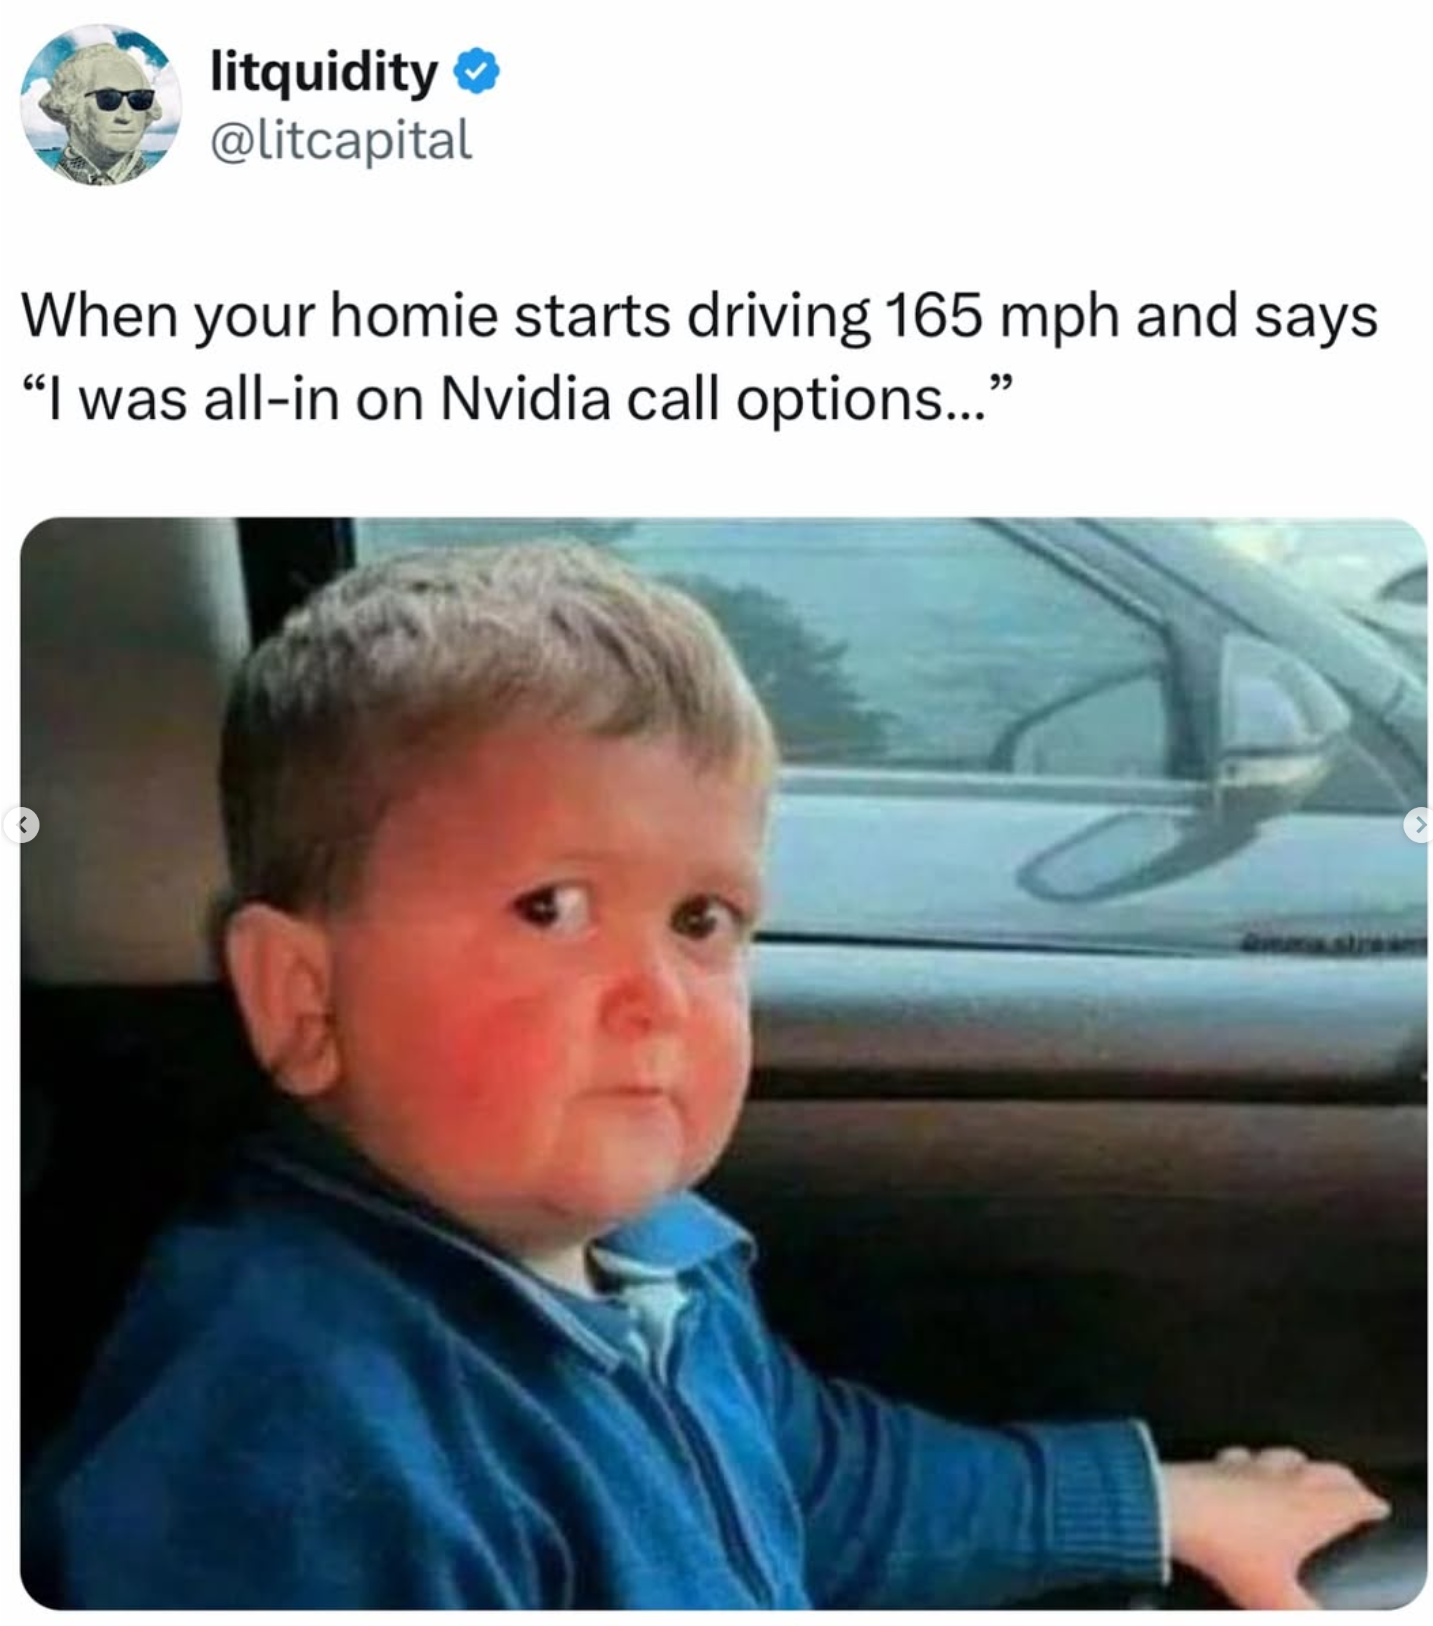 litquidity
@litcapital
When your homie starts driving 165 mph and says
“I was all-in on Nvidia call options...”